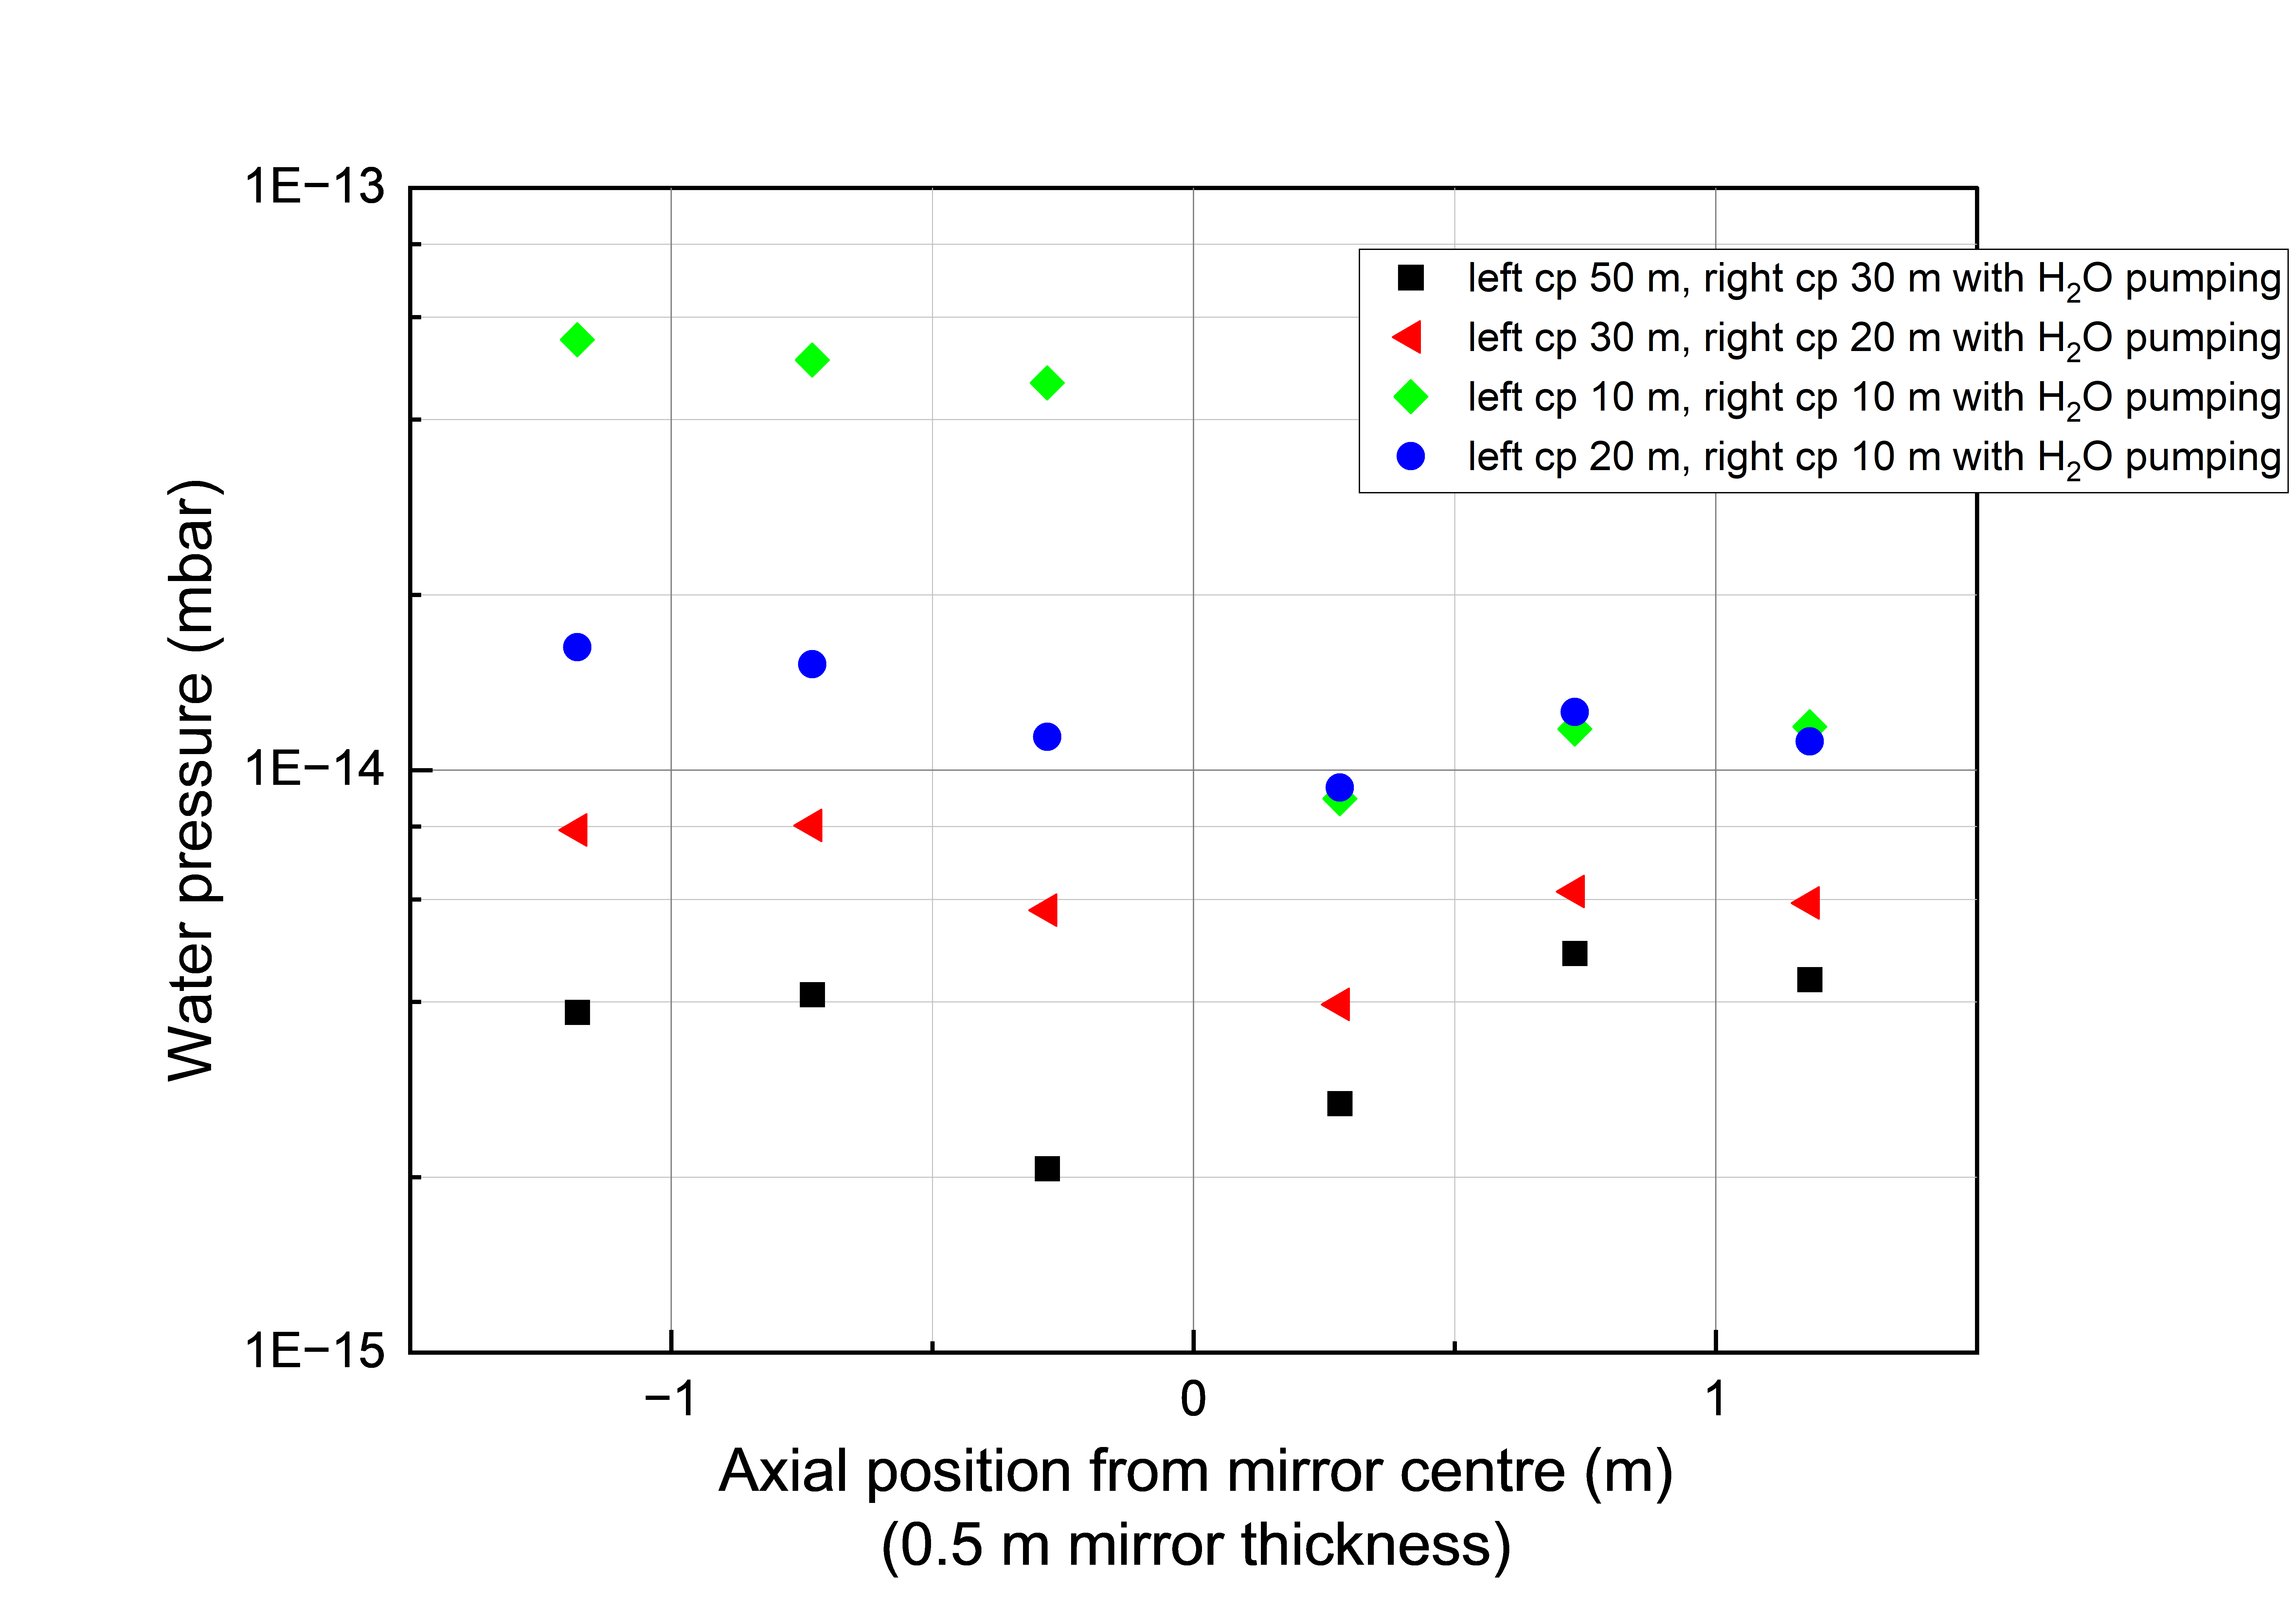 1E−13
left cp 50 m, right cp 30 m with H₂O pumping
left cp 30 m, right cp 20 m with H₂O pumping
left cp 10 m, right cp 10 m with H₂O pumping
left cp 20 m, right cp 10 m with H₂O pumping
Water pressure (mbar)
1E−14
1E−15
−1
0
1
Axial position from mirror centre (m)
(0.5 m mirror thickness)